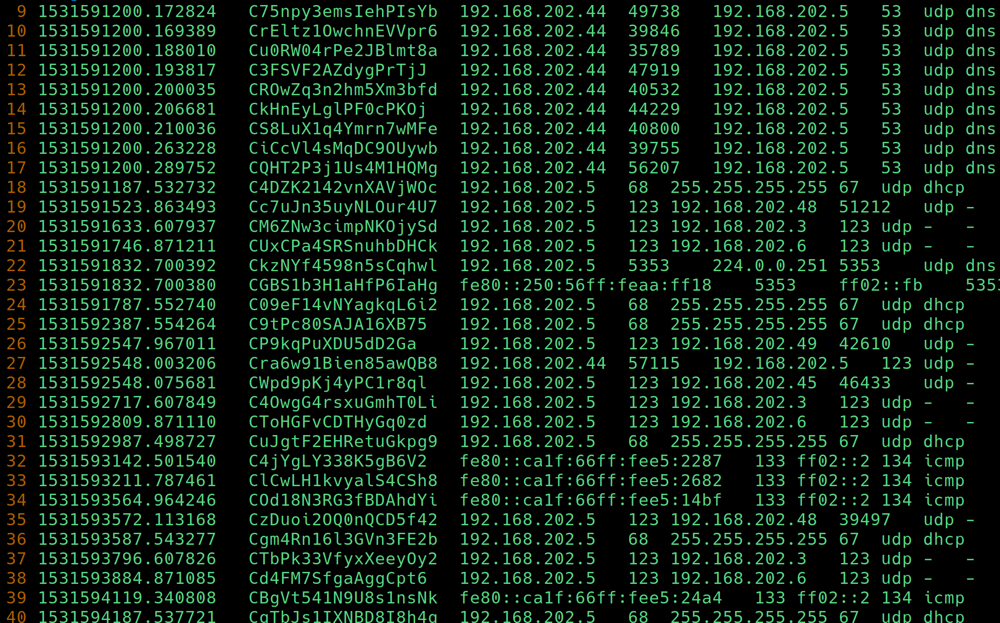 9 1531591200.172824 C75npy3emsIehPIsYb 192.168.202.44 49738 192.168.202.5 53 udp dns
10 1531591200.169389 CrEltz1OwchnEVVpr6 192.168.202.44 39846 192.168.202.5 53 udp dns
11 1531591200.188010 Cu0RW04rPe2JBlmt8a 192.168.202.44 35789 192.168.202.5 53 udp dns
12 1531591200.193817 C3FSVF2AZdygPrTjJ 192.168.202.44 47919 192.168.202.5 53 udp dns
13 1531591200.200035 CROwZq3n2hm5Xm3bfd 192.168.202.44 40532 192.168.202.5 53 udp dns
14 1531591200.206681 CkHnEyLglPF0cPKOj 192.168.202.44 44229 192.168.202.5 53 udp dns
15 1531591200.210036 CS8LuX1q4Ymrn7wMFe 192.168.202.44 40800 192.168.202.5 53 udp dns
16 1531591200.263228 CiCcVl4sMqDC9OUywb 192.168.202.44 39755 192.168.202.5 53 udp dns
17 1531591200.289752 CQHT2P3j1Us4M1HQMg 192.168.202.44 56207 192.168.202.5 53 udp dns
18 1531591187.532732 C4DZK2142vnXAVjWOc 192.168.202.5 68 255.255.255.255 67 udp dhcp
19 1531591523.863493 Cc7uJn35uyNLOur4U7 192.168.202.5 123 192.168.202.48 51212 udp -
20 1531591633.607937 CM6ZNw3cimpNKOjySd 192.168.202.5 123 192.168.202.3 123 udp - -
21 1531591746.871211 CUxCPa4SRSnuhbDHCk 192.168.202.5 123 192.168.202.6 123 udp - -
22 1531591832.700392 CkzNYf4598n5sCqhwl 192.168.202.5 5353 224.0.0.251 5353 udp dns
23 1531591832.700380 CGBS1b3H1aHfP6IaHg fe80::250:56ff:feaa:ff18 5353 ff02::fb 5353
24 1531591787.552740 C09eF14vNYagkqL6i2 192.168.202.5 68 255.255.255.255 67 udp dhcp
25 1531592387.554264 C9tPc80SAJA16XB75 192.168.202.5 68 255.255.255.255 67 udp dhcp
26 1531592547.967011 CP9kqPuXDU5dD2Ga 192.168.202.5 123 192.168.202.49 42610 udp -
27 1531592548.003206 Cra6w91Bien85awQB8 192.168.202.44 57115 192.168.202.5 123 udp -
28 1531592548.075681 CWpd9pKj4yPC1r8ql 192.168.202.5 123 192.168.202.45 46433 udp -
29 1531592717.607849 C4OwgG4rsxuGmhT0Li 192.168.202.5 123 192.168.202.3 123 udp - -
30 1531592809.871110 CToHGFvCDTHyGq0zd 192.168.202.5 123 192.168.202.6 123 udp - -
31 1531592987.498727 CuJgtF2EHRetuGkpg9 192.168.202.5 68 255.255.255.255 67 udp dhcp
32 1531593142.501540 C4jYgLY338K5gB6V2 fe80::ca1f:66ff:fee5:2287 133 ff02::2 134 icmp
33 1531593211.787461 ClCwLH1kvyalS4CSh8 fe80::ca1f:66ff:fee5:2682 133 ff02::2 134 icmp
34 1531593564.964246 COd18N3RG3fBDAhdYi fe80::ca1f:66ff:fee5:14bf 133 ff02::2 134 icmp
35 1531593572.113168 CzDuoi2OQ0nQCD5f42 192.168.202.5 123 192.168.202.48 39497 udp -
36 1531593587.543277 Cgm4Rn16l3GVn3FE2b 192.168.202.5 68 255.255.255.255 67 udp dhcp
37 1531593796.607826 CTbPk33VfyxXeeyOy2 192.168.202.5 123 192.168.202.3 123 udp - -
38 1531593884.871085 Cd4FM7SfgaAggCpt6 192.168.202.5 123 192.168.202.6 123 udp - -
39 1531594119.340808 CBgVt541N9U8s1nsNk fe80::ca1f:66ff:fee5:24a4 133 ff02::2 134 icmp
40 1531594187.537721 CgTbJs1IXNBD8I8h4g 192.168.202.5 68 255.255.255.255 67 udp dhcp